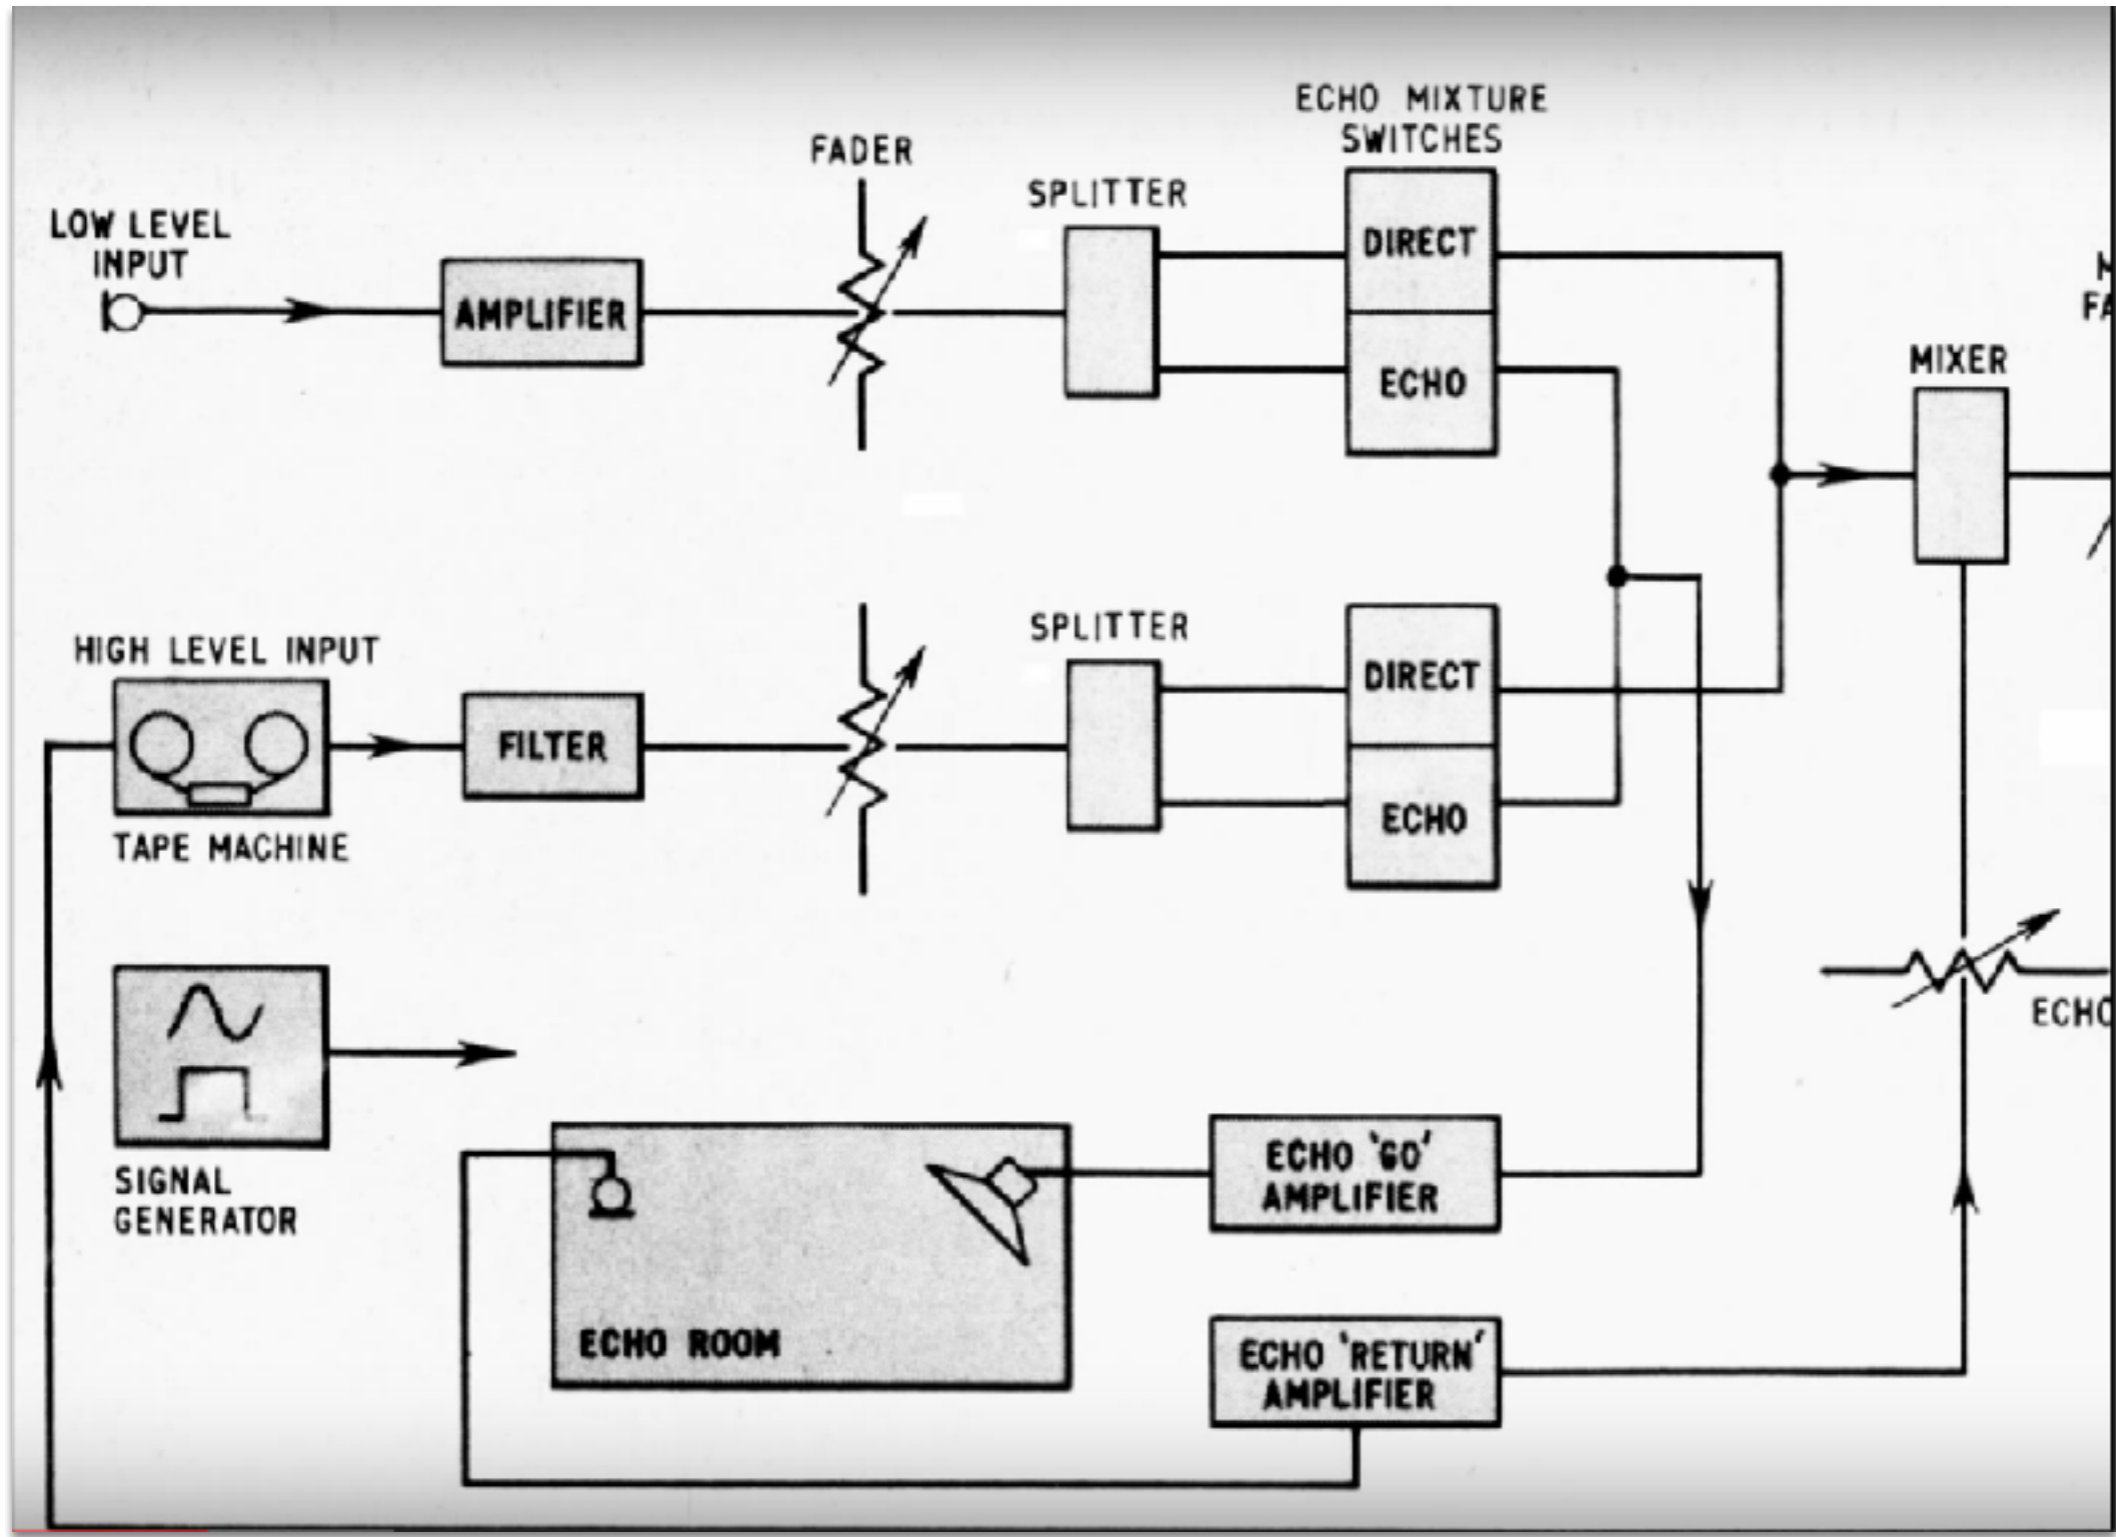 ECHO MIXTURE
SWITCHES
FADER
SPLITTER
LOW LEVEL
INPUT
AMPLIFIER
DIRECT
ECHO
MIXER
SPLITTER
HIGH LEVEL INPUT
FILTER
DIRECT
ECHO
TAPE MACHINE
ECHO
SIGNAL
GENERATOR
ECHO 'GO'
AMPLIFIER
ECHO ROOM
ECHO 'RETURN'
AMPLIFIER